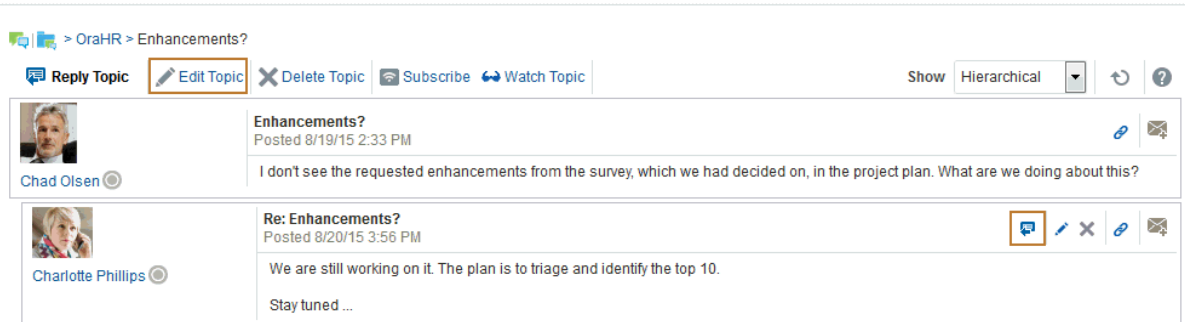 > OraHR > Enhancements?
Reply Topic Edit Topic Delete Topic Subscribe Watch Topic Show Hierarchical
Enhancements?
Posted 8/19/15 2:33 PM
I don't see the requested enhancements from the survey, which we had decided on, in the project plan. What are we doing about this?
Chad Olsen
Re: Enhancements?
Posted 8/20/15 3:56 PM
We are still working on it. The plan is to triage and identify the top 10.
Charlotte Phillips
Stay tuned ...